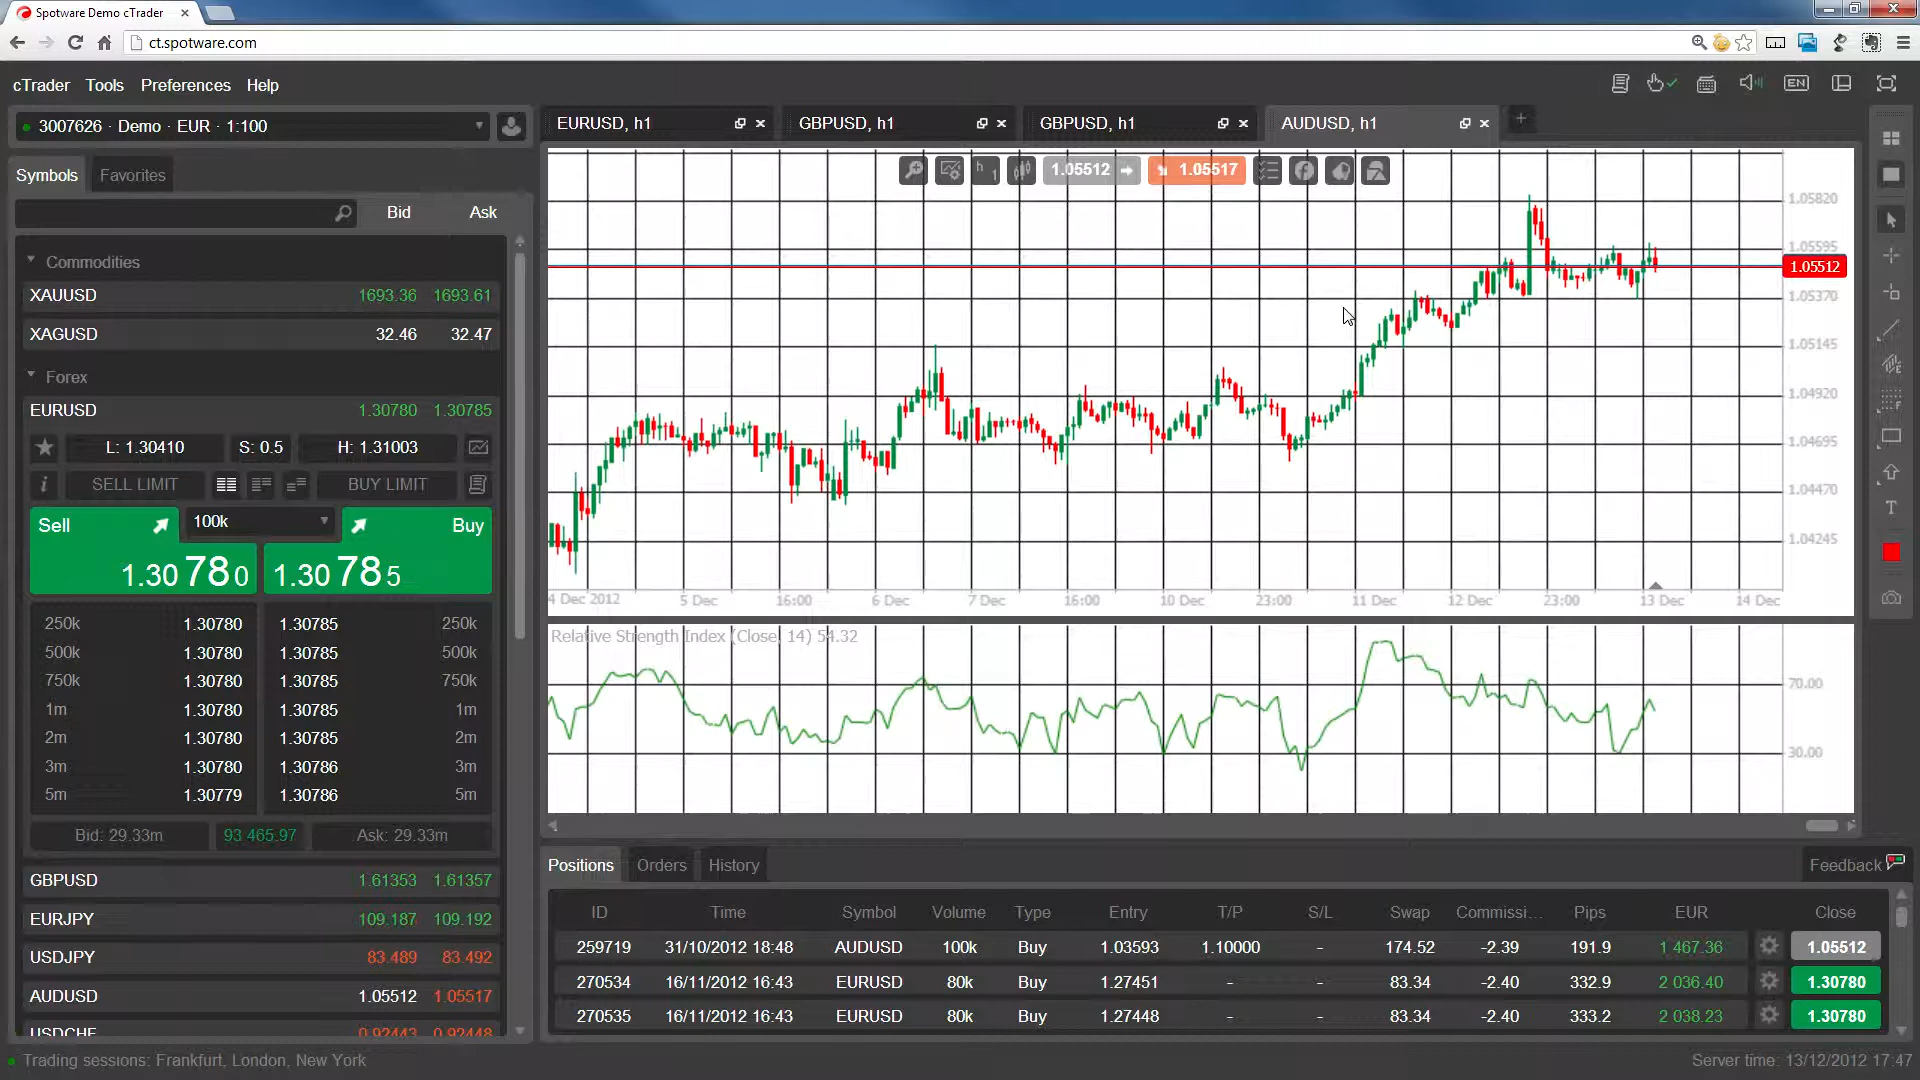 Spotware Demo cTrader
ct.spotware.com
cTrader Tools Preferences Help
EN
3007626 · Demo · EUR · 1:100
EURUSD, h1
GBPUSD, h1
GBPUSD, h1
AUDUSD, h1
Symbols Favorites
Bid Ask
Commodities
XAUUSD 1693.36 1693.61
XAGUSD 32.46 32.47
Forex
EURUSD 1.30780 1.30785
L: 1.30410 S: 0.5 H: 1.31003
SELL LIMIT BUY LIMIT
Sell 100k Buy
1.30 78 0 1.30 78 5
250k 1.30780 1.30785 250k
500k 1.30780 1.30785 500k
750k 1.30780 1.30785 750k
1m 1.30780 1.30785 1m
2m 1.30780 1.30785 2m
3m 1.30780 1.30786 3m
5m 1.30779 1.30786 5m
Bid: 29.33m 93 465.97 Ask: 29.33m
GBPUSD 1.61353 1.61357
EURJPY 109.187 109.192
USDJPY 83.489 83.492
AUDUSD 1.05512 1.05517
USDCHF 0.92443 0.92448
h 1 1.05512 1.05517
1.05820
1.05595
1.05512
1.05370
1.05145
1.04920
1.04695
1.04470
1.04245
4 Dec 2012 5 Dec 16:00 6 Dec 7 Dec 16:00 10 Dec 23:00 11 Dec 12 Dec 23:00 13 Dec 14 Dec
Relative Strength Index (Close, 14) 54.32
70.00
30.00
Positions Orders History
Feedback
ID Time Symbol Volume Type Entry T/P S/L Swap Commissi... Pips EUR Close
259719 31/10/2012 18:48 AUDUSD 100k Buy 1.03593 1.10000 - 174.52 -2.39 191.9 1 467.36 1.05512
270534 16/11/2012 16:43 EURUSD 80k Buy 1.27451 - - 83.34 -2.40 332.9 2 036.40 1.30780
270535 16/11/2012 16:43 EURUSD 80k Buy 1.27448 - - 83.34 -2.40 333.2 2 038.23 1.30780
Trading sessions: Frankfurt, London, New York
Server time: 13/12/2012 17:47
T